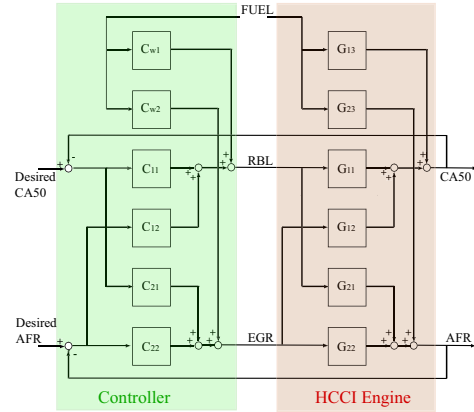 FUEL
Cw1
G13
Cw2
G23
+
+
-
+
+
+
+
Desired
CA50
C11
+
+
RBL
G11
+
+
CA50
C12
G12
C21
G21
Desired
AFR
+
-
C22
+
+
+
EGR
G22
+
+
+
AFR
Controller
HCCI Engine